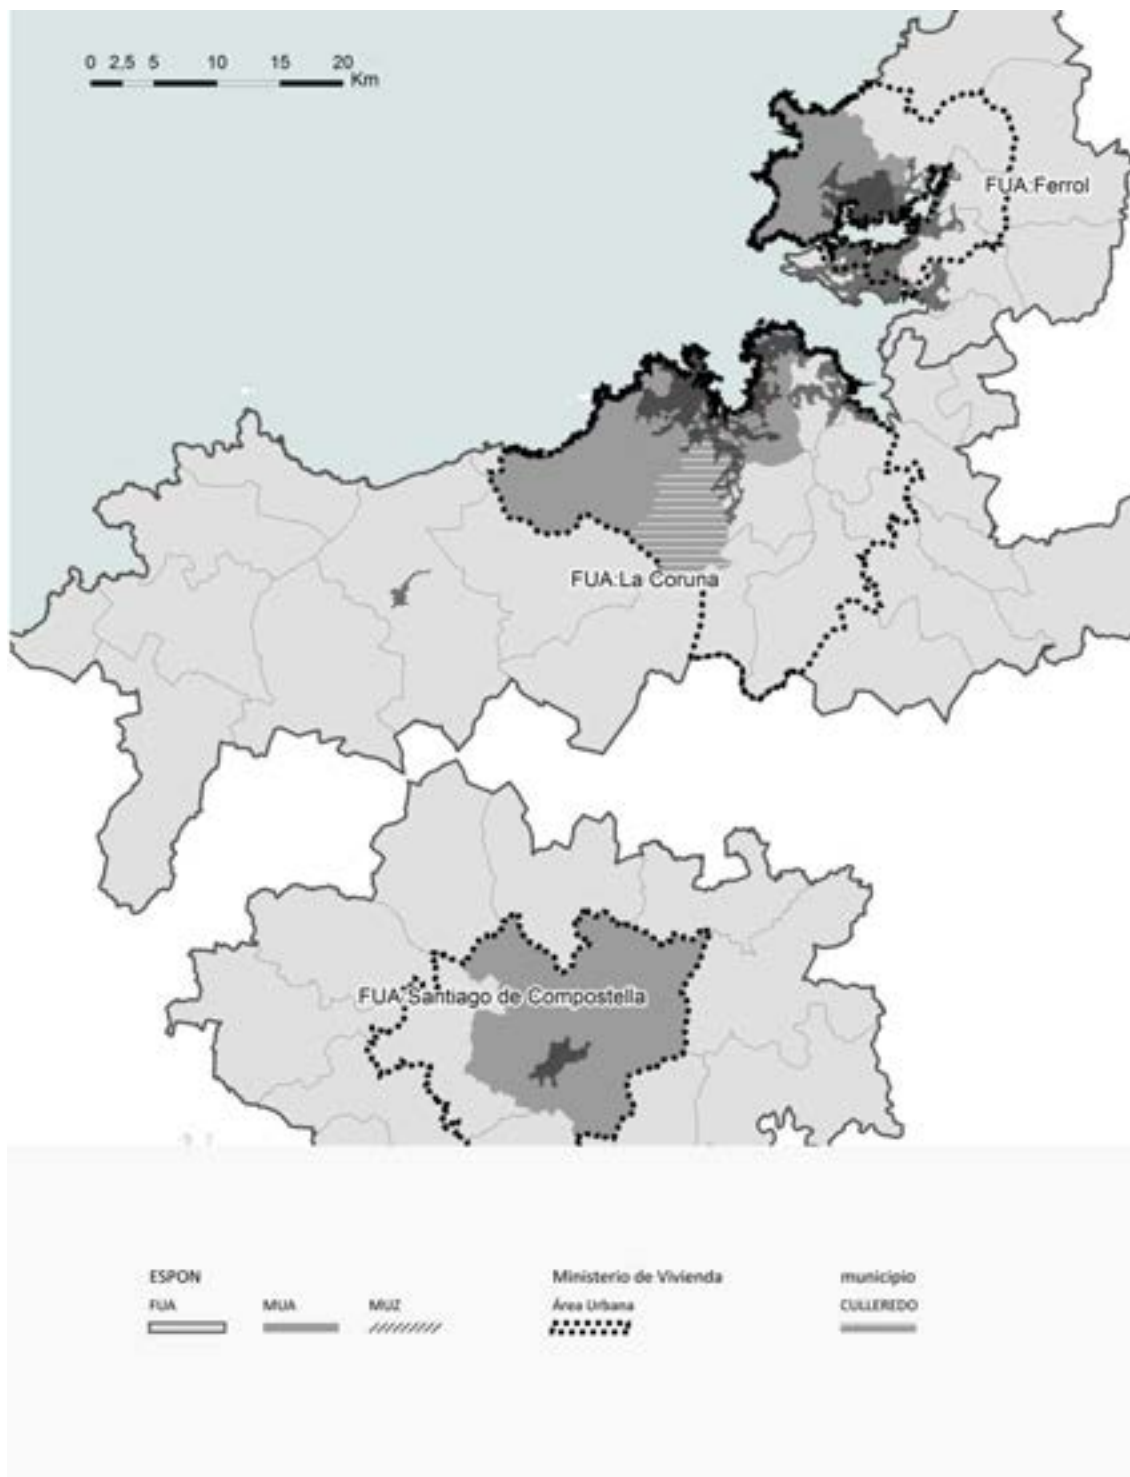 0 2,5 5 10 15 20
Km
FUA:Ferrol
FUA:La Coruna
FUA:Santiago de Compostella
ESPON Ministerio de Vivienda municipio
FUA MUA MUZ Área Urbana CULLEREDO